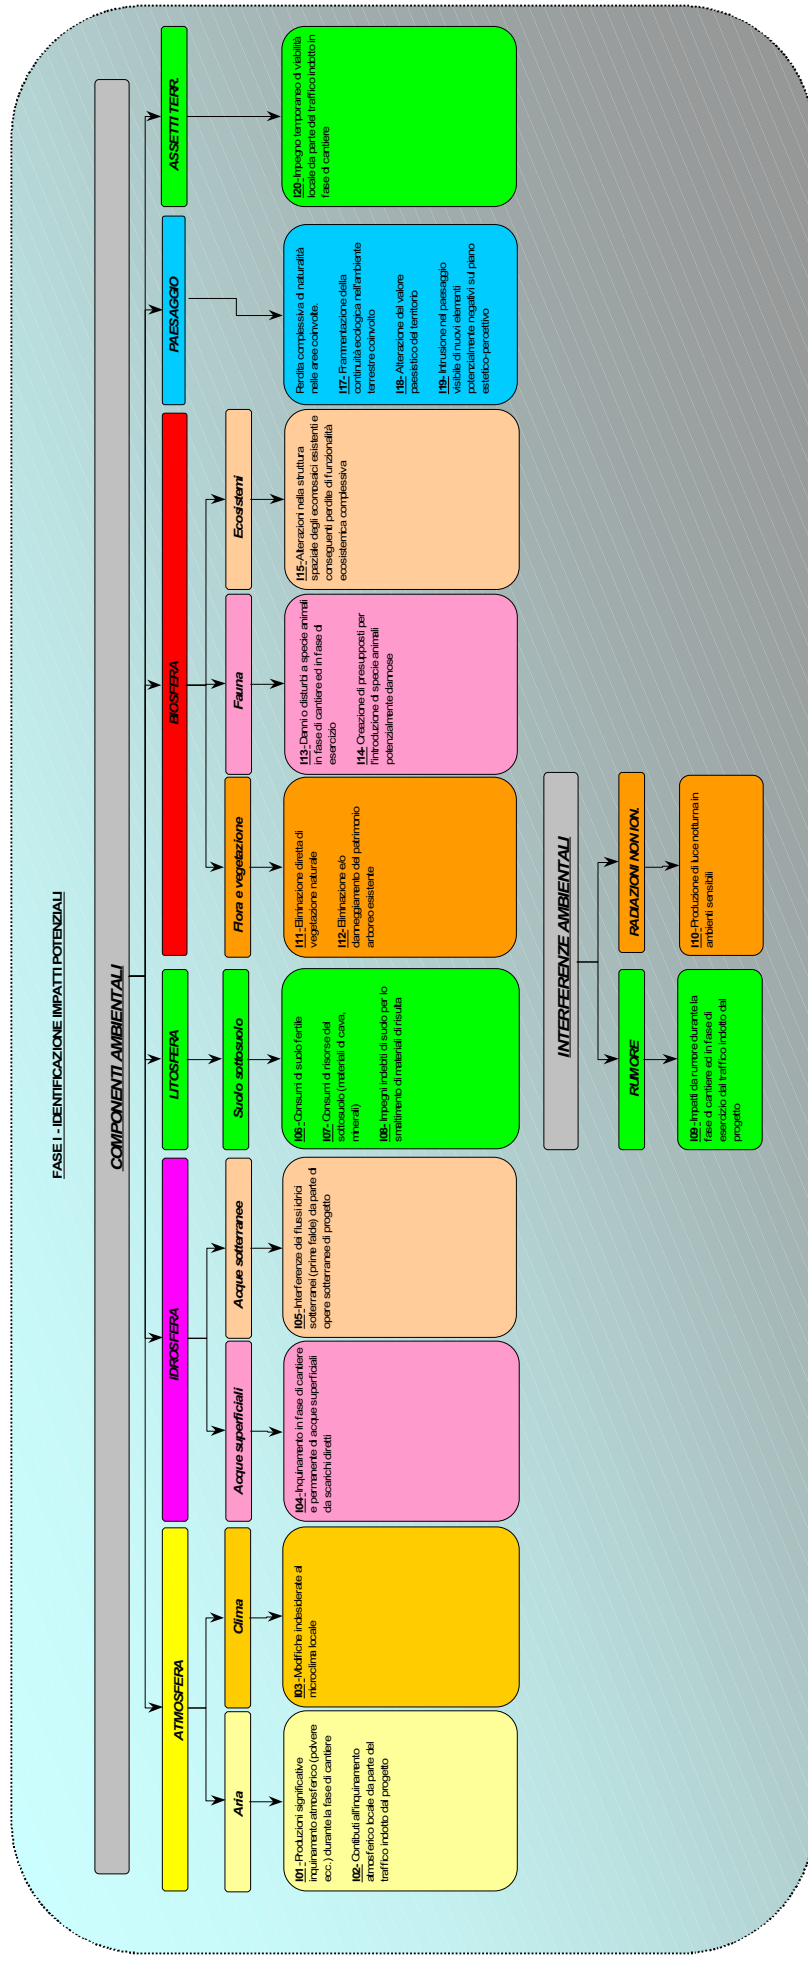 FASE I - IDENTIFICAZIONE IMPATTI POTENZIALI
COMPONENTI AMBIENTALI
ATMOSFERA
IDROSFERA
LITOSFERA
BIOSFERA
PAESAGGIO
ASSETTI TERR.
Aria
Clima
Acque superficiali
Acque sotterranee
Suolo sottosuolo
Flora e vegetazione
Fauna
Ecosistemi
I01 - Produzioni significative
inquinamento atmosferico (polvere
ecc.) durante la fase di cantiere
I02- Contibuti all'inquinamento
atmosferico locale da parte del
traffico indotto dal progetto
I03 - Modifiche indesiderate al
microclima locale
I04 - Inquinamento in fase di cantiere
e permanente di acque superficiali
da scarichi diretti
I05 - Interferenze dei flussi idrici
sotterranei (prime falde) da parte di
opere sotterranee di progetto
I06 - Consumi di suolo fertile
I07 - Consumi di risorse del
sottosuolo (materiali di cava,
minerali)
I08- Impegni indebiti di suolo per lo
smaltimento di materiali di risulta
I11 - Eliminazione diretta di
vegetazione naturale
I12- Eliminazione e/o
danneggiamento del patrimonio
arboreo esistente
I13 - Danni o disturbi a specie animali
in fase di cantiere ed in fase di
esercizio
I14- Creazione di presupposti per
l'introduzione di specie animali
potenzialmente dannose
I15 - Alterazioni nella struttura
spaziale degli ecomosaici esistenti e
conseguenti perdite di funzionalità
ecosistemica complessiva
Perdita complessiva di naturalità
nelle aree coinvolte.
I17- Frammentazione della
continuità ecologica nell'ambiente
terrestre coinvolto
I18- Alterazione del valore
paesistico del territorio
I19- Intrusione nel paesaggio
visibile di nuovi elementi
potenzialmente negativi sul piano
estetico-percettivo
I20 - Impegno temporaneo di viabilità
locale da parte del traffico indotto in
fase di cantiere
INTERFERENZE AMBIENTALI
RUMORE
RADIAZIONI NON ION.
I09 - Impatti da rumore durante la
fase di cantiere ed in fase di
esercizio dal traffico indotto dal
progetto
I10 - Produzione di luce notturna in
ambienti sensibili